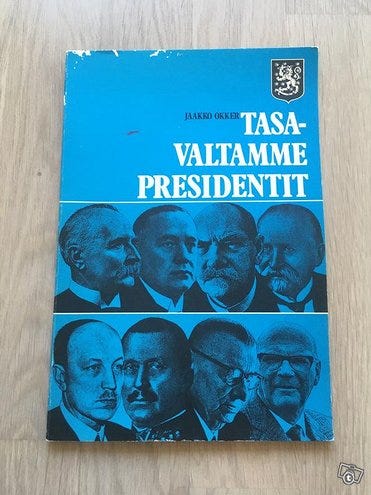 JAAKKO OKKER
TASA-
VALTAMME
PRESIDENTIT